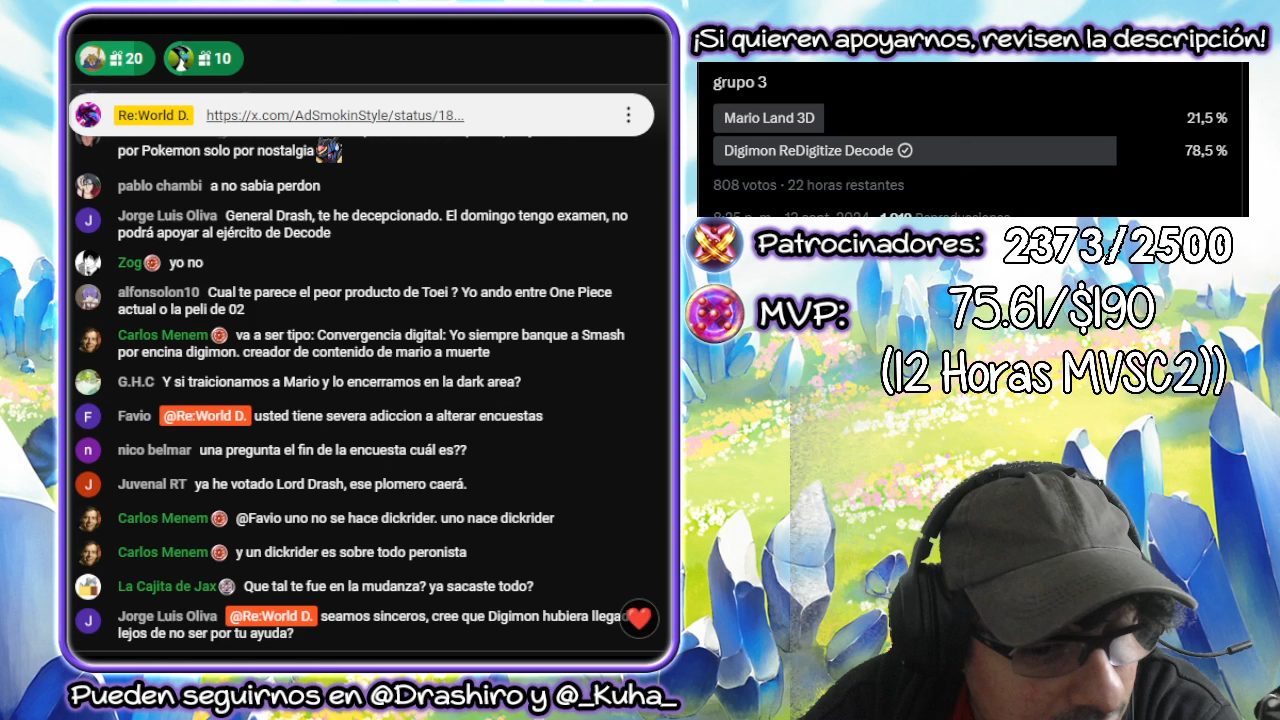 20
10
Re:World D. https://x.com/AdSmokinStyle/status/18...
por Pokemon solo por nostalgia
pablo chambi a no sabia perdon
J Jorge Luis Oliva General Drash, te he decepcionado. El domingo tengo examen, no
podrá apoyar al ejército de Decode
Zog yo no
alfonsolon10 Cual te parece el peor producto de Toei ? Yo ando entre One Piece
actual o la peli de 02
Carlos Menem va a ser tipo: Convergencia digital: Yo siempre banque a Smash
por encina digimon. creador de contenido de mario a muerte
G.H.C Y si traicionamos a Mario y lo encerramos en la dark area?
F Favio @Re:World D. usted tiene severa adiccion a alterar encuestas
n nico belmar una pregunta el fin de la encuesta cuál es??
J Juvenal RT ya he votado Lord Drash, ese plomero caerá.
Carlos Menem @Favio uno no se hace dickrider. uno nace dickrider
Carlos Menem y un dickrider es sobre todo peronista
La Cajita de Jax Que tal te fue en la mudanza? ya sacaste todo?
J Jorge Luis Oliva @Re:World D. seamos sinceros, cree que Digimon hubiera
lejos de no ser por tu ayuda?
Pueden seguirnos en @Drashiro y @_Kuha_
¡Si quieren apoyarnos, revisen la descripción!
grupo 3
Mario Land 3D 21,5 %
Digimon ReDigitize Decode 78,5 %
808 votos · 22 horas restantes
Patrocinadores: 2373/2500
MVP: 75.61/$190
(12 Horas MVSC2))